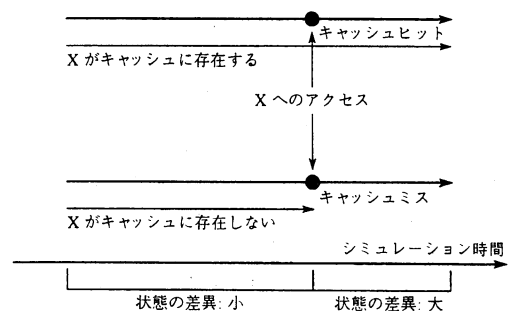 キャッシュヒット
X がキャッシュに存在する
X へのアクセス
キャッシュミス
X がキャッシュに存在しない
シミュレーション時間
状態の差異: 小
状態の差異: 大